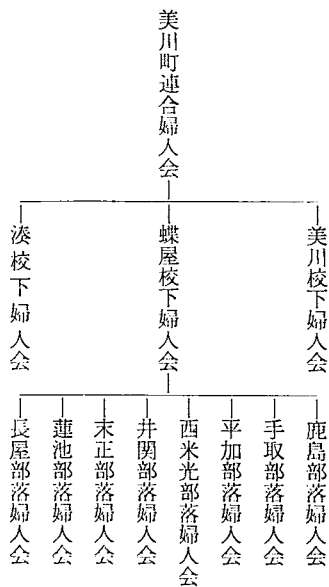 美川町連合婦人会
美川校下婦人会
蝶屋校下婦人会
湊校下婦人会
鹿島部落婦人会
手取部落婦人会
平加部落婦人会
西米光部落婦人会
井関部落婦人会
末正部落婦人会
蓮池部落婦人会
長屋部落婦人会